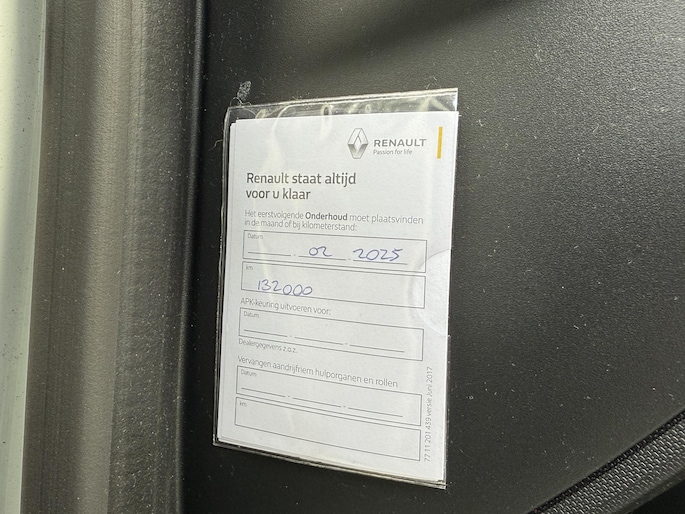 RENAULT
Passion for life
Renault staat altijd
voor u klaar
Het eerstvolgende Onderhoud moet plaatsvinden
in de maand of bij kilometerstand:
Datum
02 2025
km
132000
APK-keuring uitvoeren voor:
Datum
Dealergegevens z.o.z.
Vervangen aandrijfriem hulporganen en rollen
Datum
km
77 11 201 439 versie Juni 2017